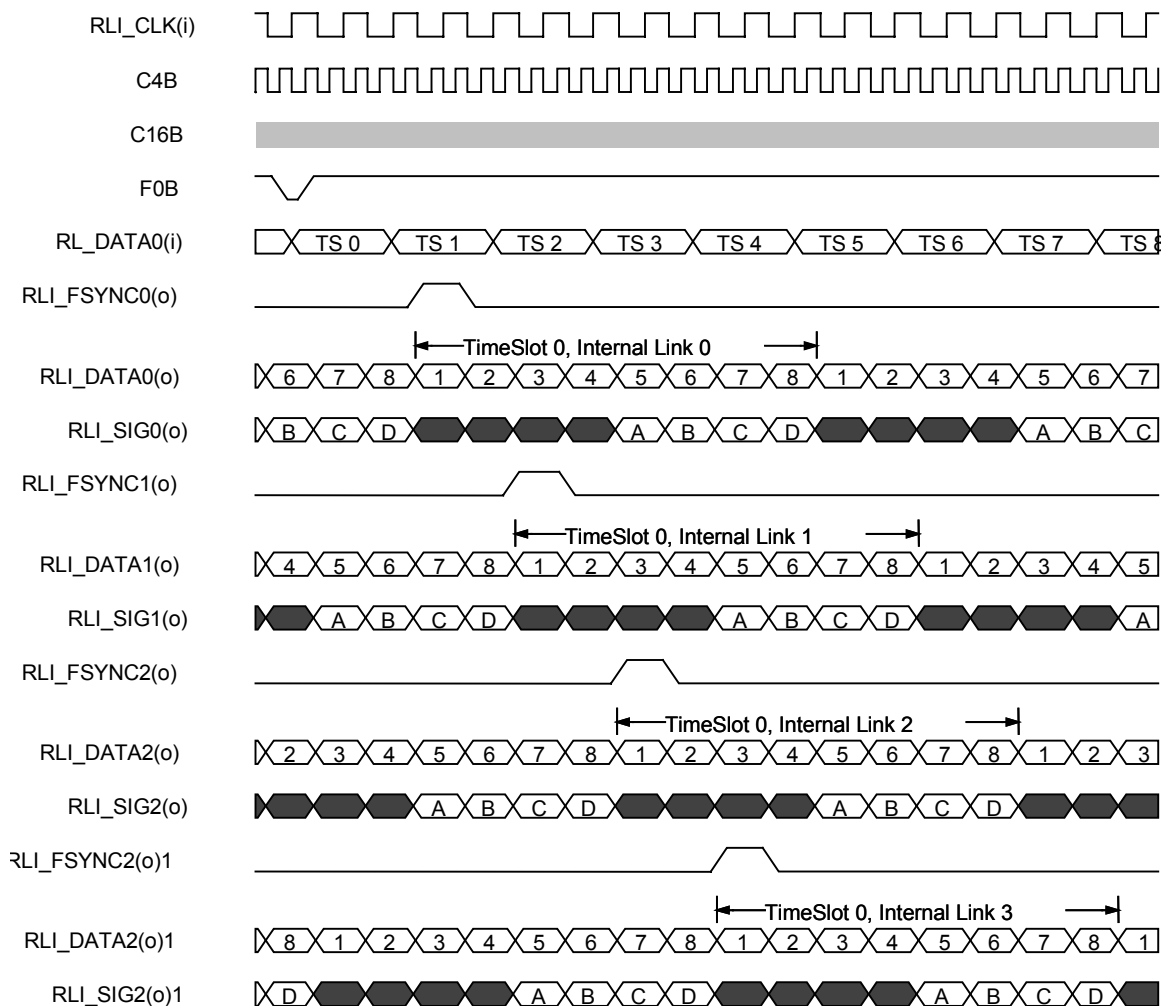 RLI_CLK(i)
C4B
C16B
F0B
RL_DATA0(i) TS 0 TS 1 TS 2 TS 3 TS 4 TS 5 TS 6 TS 7 TS 8
RLI_FSYNC0(o)
TimeSlot 0, Internal Link 0
RLI_DATA0(o) 6 7 8 1 2 3 4 5 6 7 8 1 2 3 4 5 6 7
RLI_SIG0(o) B C D A B C D A B C
RLI_FSYNC1(o)
TimeSlot 0, Internal Link 1
RLI_DATA1(o) 4 5 6 7 8 1 2 3 4 5 6 7 8 1 2 3 4 5
RLI_SIG1(o) A B C D A B C D A
RLI_FSYNC2(o)
TimeSlot 0, Internal Link 2
RLI_DATA2(o) 2 3 4 5 6 7 8 1 2 3 4 5 6 7 8 1 2 3
RLI_SIG2(o) A B C D A B C D
RLI_FSYNC2(o)1
TimeSlot 0, Internal Link 3
RLI_DATA2(o)1 8 1 2 3 4 5 6 7 8 1 2 3 4 5 6 7 8 1
RLI_SIG2(o)1 D A B C D A B C D